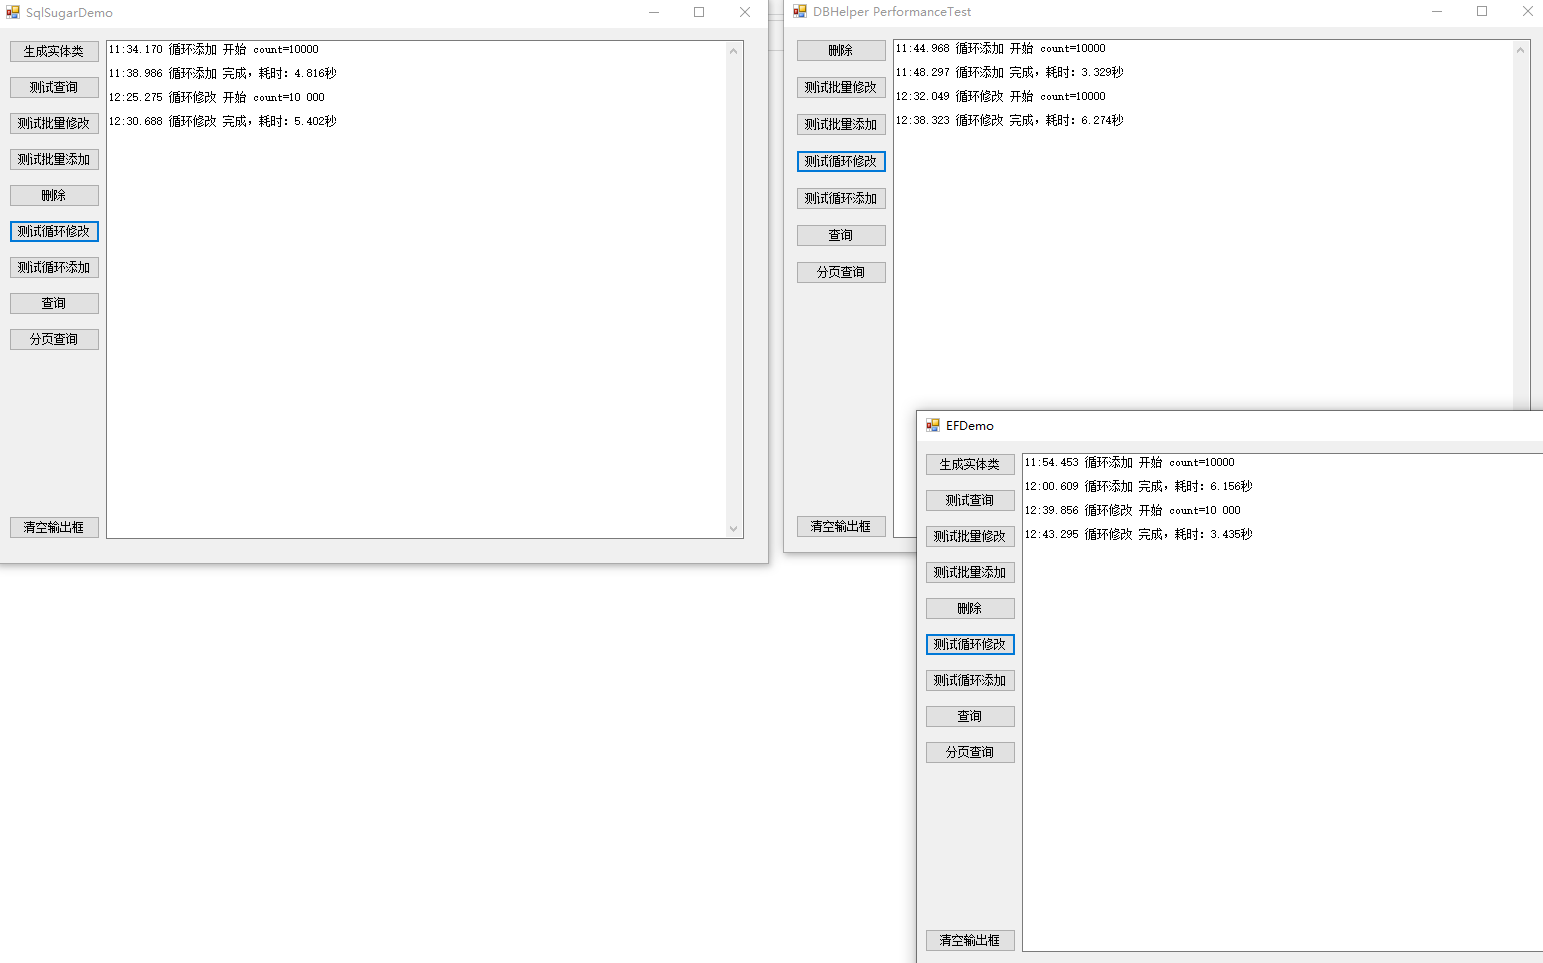 SqlSugarDemo
生成实体类
测试查询
测试批量修改
测试批量添加
删除
测试循环修改
测试循环添加
查询
分页查询
清空输出框
11:34.170 循环添加 开始 count=10000
11:38.986 循环添加 完成，耗时：4.816秒
12:25.275 循环修改 开始 count=10 000
12:30.688 循环修改 完成，耗时：5.402秒
DBHelper PerformanceTest
删除
测试批量修改
测试批量添加
测试循环修改
测试循环添加
查询
分页查询
清空输出框
11:44.968 循环添加 开始 count=10000
11:48.297 循环添加 完成，耗时：3.329秒
12:32.049 循环修改 开始 count=10000
12:38.323 循环修改 完成，耗时：6.274秒
EFDemo
生成实体类
测试查询
测试批量修改
测试批量添加
删除
测试循环修改
测试循环添加
查询
分页查询
清空输出框
11:54.453 循环添加 开始 count=10000
12:00.609 循环添加 完成，耗时：6.156秒
12:39.856 循环修改 开始 count=10 000
12:43.295 循环修改 完成，耗时：3.435秒